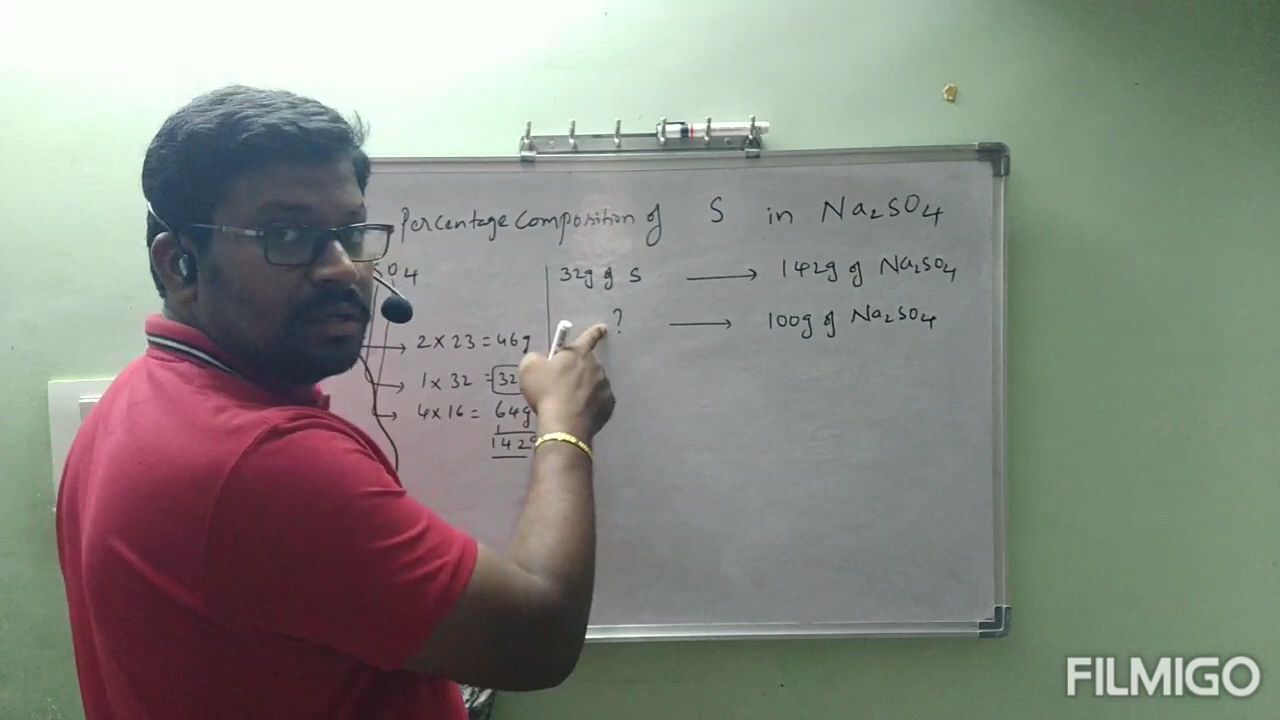 Percentage Composition of S in Na₂SO₄
SO₄
32g of S → 142g of Na₂SO₄
? → 100g of Na₂SO₄
→ 2 × 23 = 46g
→ 1 × 32 = 32
→ 4 × 16 = 64g
142g
FILMIGO